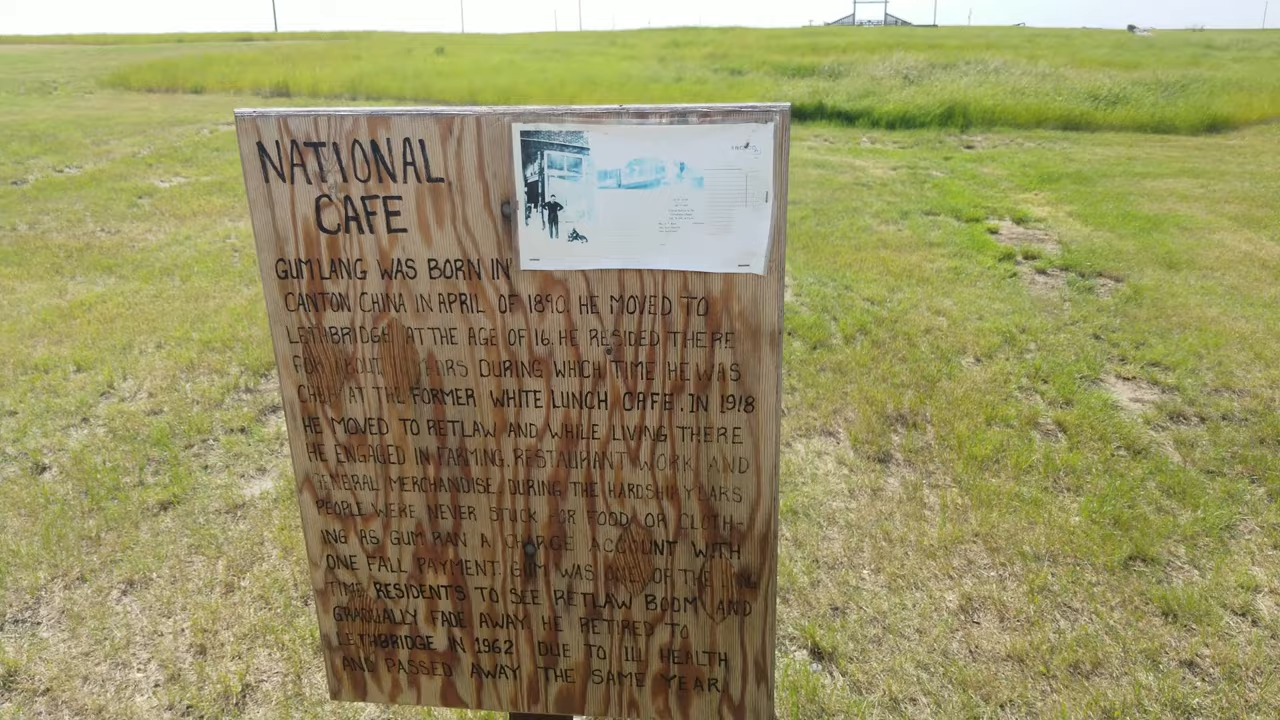 NATIONAL
CAFE
GUM LANG WAS BORN IN
CANTON CHINA IN APRIL OF 1890. HE MOVED TO
LETHBRIDGE AT THE AGE OF 16. HE RESIDED THERE
FOR ABOUT DURING WHICH TIME HE WAS
CHEF AT THE FORMER WHITE LUNCH CAFE. IN 1918
HE MOVED TO RETLAW AND WHILE LIVING THERE
HE ENGAGED IN FARMING, RESTAURANT WORK AND
GENERAL MERCHANDISE. DURING THE HARDSHIP YEARS
PEOPLE WERE NEVER STUCK FOR FOOD OR CLOTH-
ING AS GUM RAN A CHARGE ACCOUNT WITH
ONE FALL PAYMENT. GUM WAS ONE OF THE
TIME RESIDENTS TO SEE RETLAW BOOM AND
GRADUALLY FADE AWAY. HE RETIRED TO
LETHBRIDGE IN 1962 DUE TO ILL HEALTH
AND PASSED AWAY THE SAME YEAR.